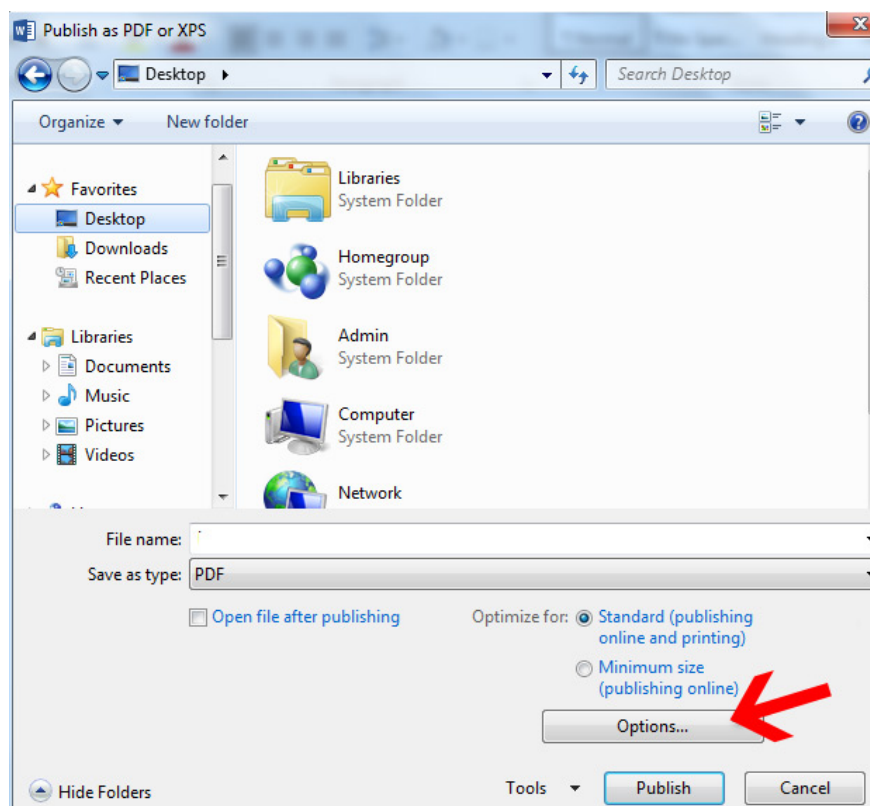 Publish as PDF or XPS
Desktop
Search Desktop
Organize
New folder
Favorites
Desktop
Downloads
Recent Places
Libraries
Documents
Music
Pictures
Videos
Libraries
System Folder
Homegroup
System Folder
Admin
System Folder
Computer
System Folder
Network
File name:
Save as type: PDF
Open file after publishing
Optimize for:
Standard (publishing
online and printing)
Minimum size
(publishing online)
Options...
Hide Folders
Tools
Publish
Cancel